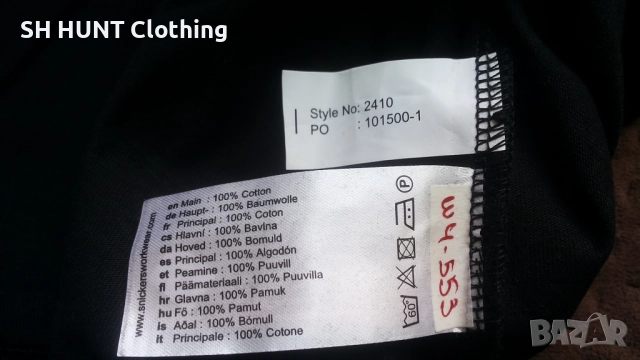 SH HUNT Clothing
Style No: 2410
PO : 101500-1
www.snickersworkwear.com
en Main : 100% Cotton
de Haupt- : 100% Baumwolle
fr Principal : 100% Coton
cs Hlavní : 100% Bavlna
da Hoved : 100% Bomuld
es Principal : 100% Algodón
et Peamine : 100% Puuvill
fi Päämateriaali : 100% Puuvilla
hr Glavna : 100% Pamuk
hu Fő : 100% Pamut
is Aðal : 100% Bómull
it Principale : 100% Cotone
60°
P
W4-553
BAZAR
bg